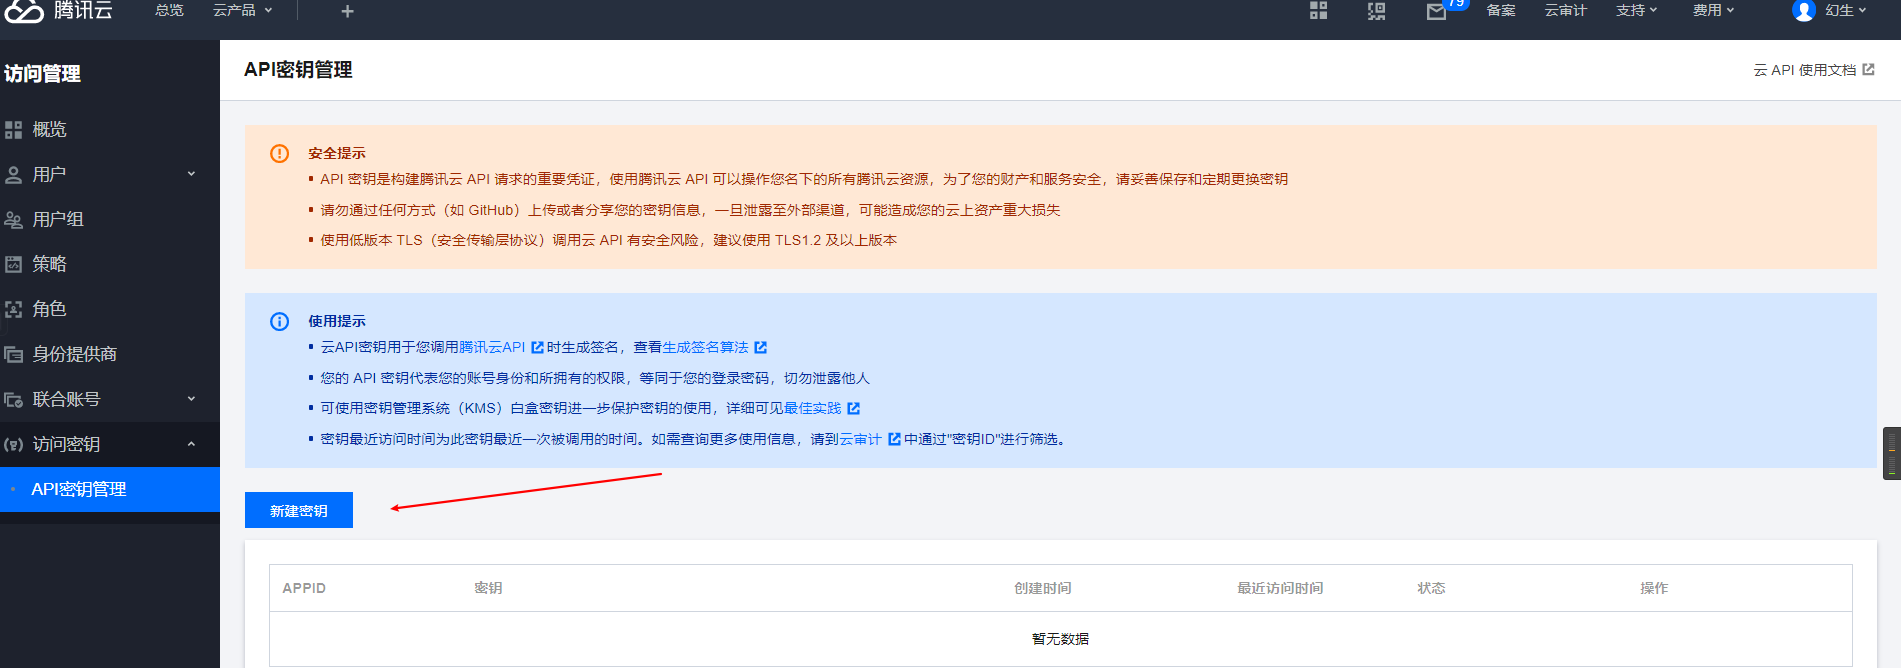 腾讯云 总览 云产品 + 79 备案 云审计 支持 费用 幻生
访问管理
概览
用户
用户组
策略
角色
身份提供商
联合账号
访问密钥
API密钥管理
API密钥管理 云 API 使用文档
安全提示
API 密钥是构建腾讯云 API 请求的重要凭证，使用腾讯云 API 可以操作您名下的所有腾讯云资源，为了您的财产和服务安全，请妥善保存和定期更换密钥
请勿通过任何方式（如 GitHub）上传或者分享您的密钥信息，一旦泄露至外部渠道，可能造成您的云上资产重大损失
使用低版本 TLS（安全传输层协议）调用云 API 有安全风险，建议使用 TLS1.2 及以上版本
使用提示
云API密钥用于您调用腾讯云API 时生成签名，查看生成签名算法
您的 API 密钥代表您的账号身份和所拥有的权限，等同于您的登录密码，切勿泄露他人
可使用密钥管理系统（KMS）白盒密钥进一步保护密钥的使用，详细可见最佳实践
密钥最近访问时间为此密钥最近一次被调用的时间。如需查询更多使用信息，请到云审计 中通过"密钥ID"进行筛选。
新建密钥
APPID 密钥 创建时间 最近访问时间 状态 操作
暂无数据